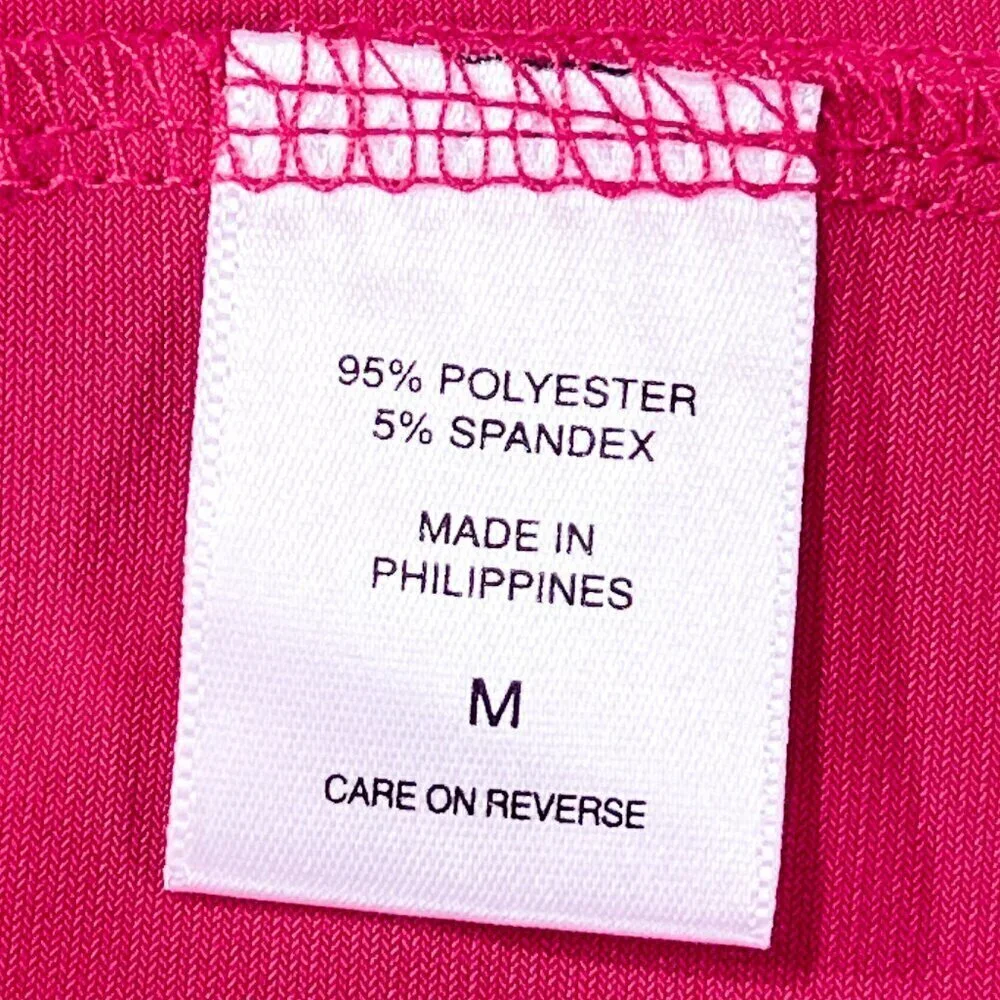 95% POLYESTER
5% SPANDEX
MADE IN
PHILIPPINES
M
CARE ON REVERSE